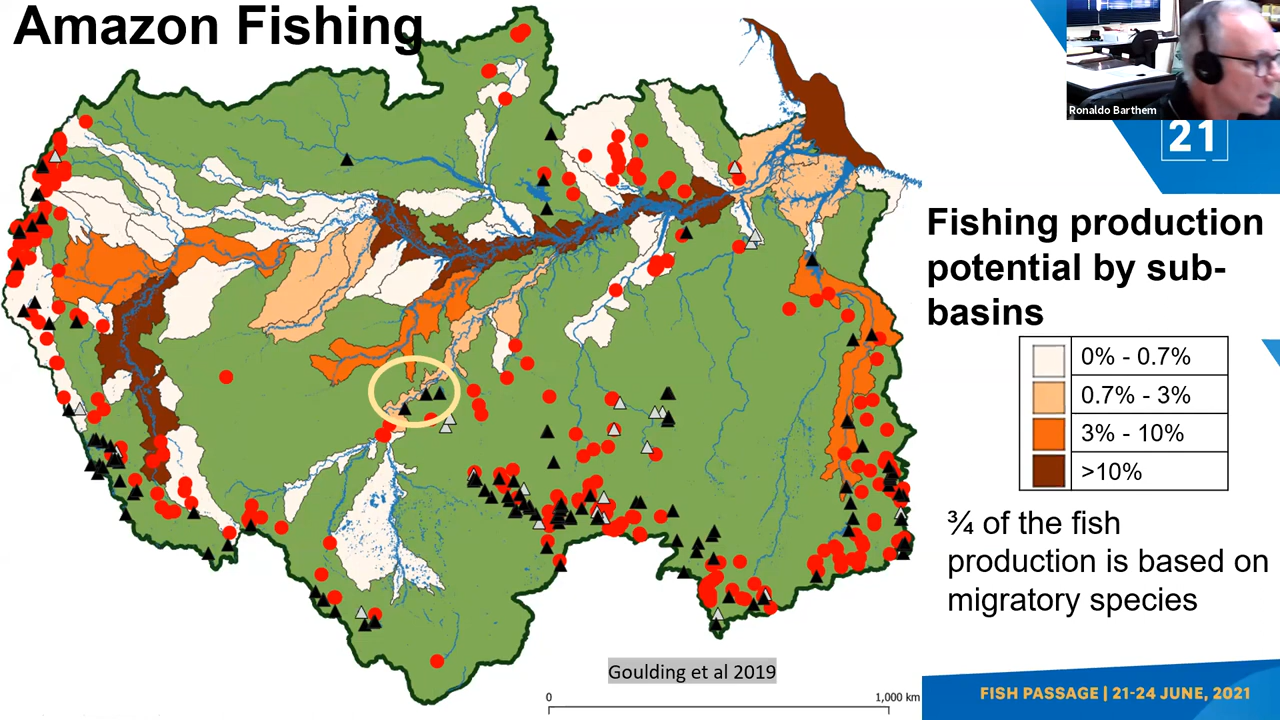 Amazon Fishing
Ronaldo Barthem
21
Fishing production
potential by sub-
basins
0% - 0.7%
0.7% - 3%
3% - 10%
>10%
¾ of the fish
production is based on
migratory species
Goulding et al 2019
0
1,000 km
FISH PASSAGE | 21-24 JUNE, 2021